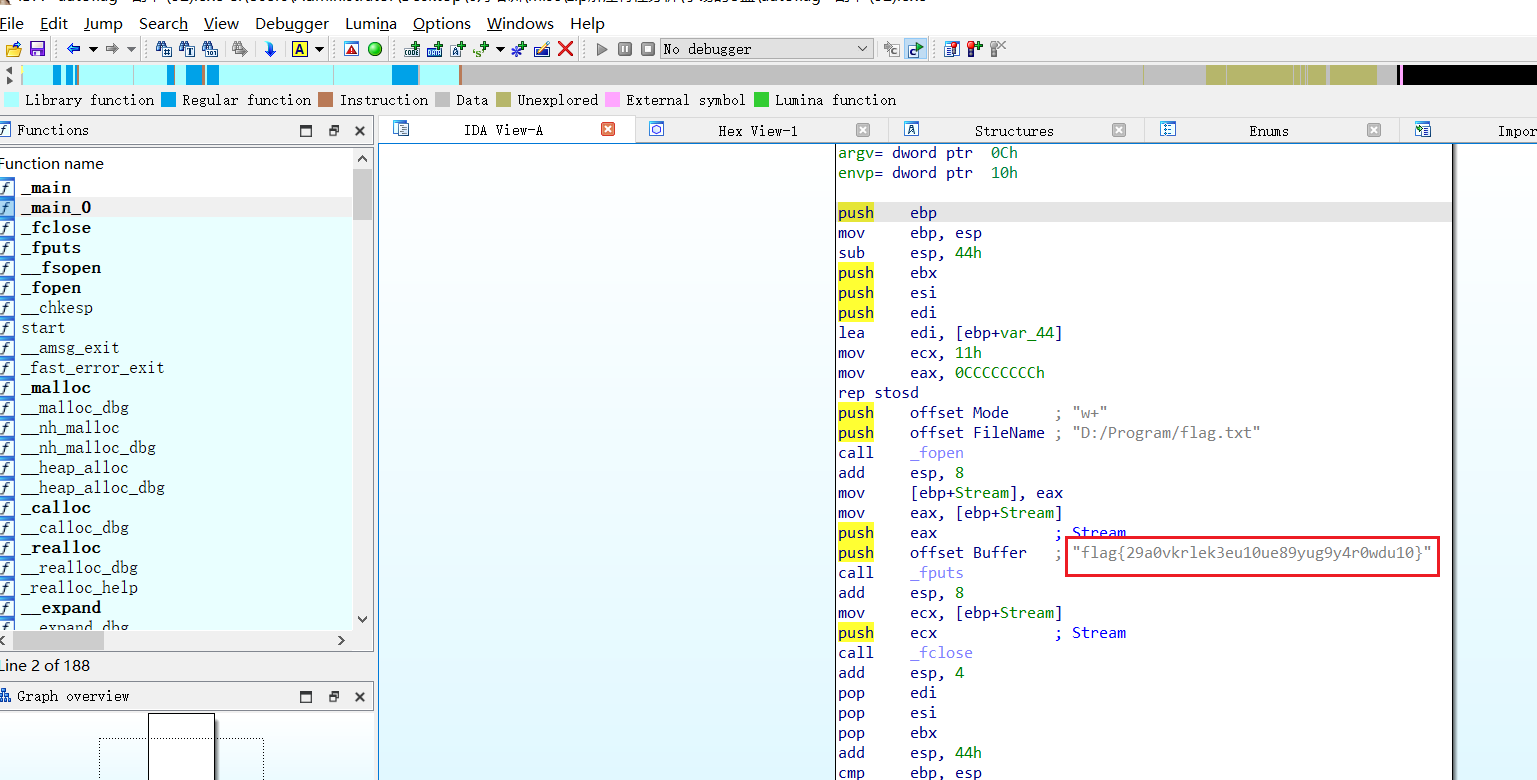 File Edit Jump Search View Debugger Lumina Options Windows Help
No debugger
Library function Regular function Instruction Data Unexplored External symbol Lumina function
Functions
Function name
_main
_main_0
_fclose
_fputs
__fsopen
_fopen
__chkesp
start
__amsg_exit
_fast_error_exit
_malloc
__malloc_dbg
__nh_malloc
__nh_malloc_dbg
__heap_alloc
__heap_alloc_dbg
_calloc
__calloc_dbg
_realloc
__realloc_dbg
_realloc_help
__expand
__expand_dbg
Line 2 of 188
Graph overview
IDA View-A Hex View-1 Structures Enums Impor
argv= dword ptr 0Ch
envp= dword ptr 10h
push ebp
mov ebp, esp
sub esp, 44h
push ebx
push esi
push edi
lea edi, [ebp+var_44]
mov ecx, 11h
mov eax, 0CCCCCCCCh
rep stosd
push offset Mode ; "w+"
push offset FileName ; "D:/Program/flag.txt"
call _fopen
add esp, 8
mov [ebp+Stream], eax
mov eax, [ebp+Stream]
push eax ; Stream
push offset Buffer ; "flag{29a0vkrlek3eu10ue89yug9y4r0wdu10}"
call _fputs
add esp, 8
mov ecx, [ebp+Stream]
push ecx ; Stream
call _fclose
add esp, 4
pop edi
pop esi
pop ebx
add esp, 44h
cmp ebp, esp